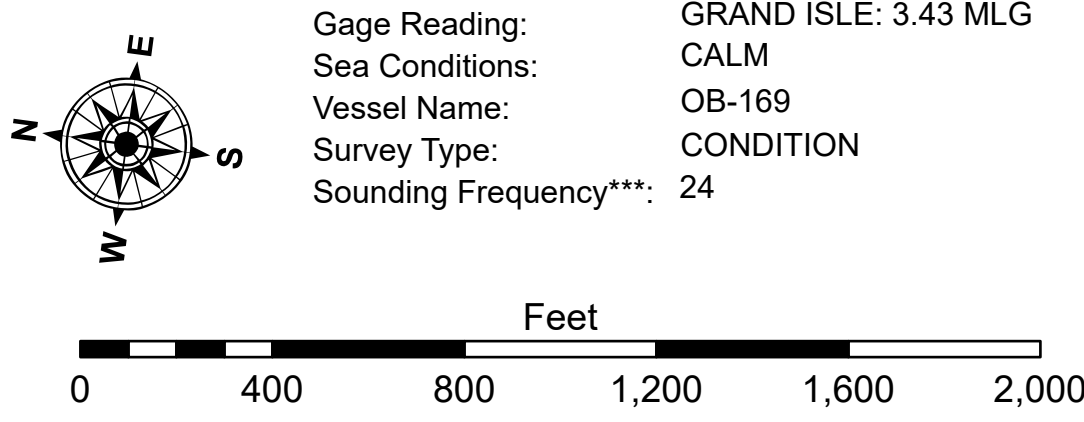 E
N
S
W
Gage Reading: GRAND ISLE: 3.43 MLG
Sea Conditions: CALM
Vessel Name: OB-169
Survey Type: CONDITION
Sounding Frequency***: 24
Feet
0 400 800 1,200 1,600 2,000